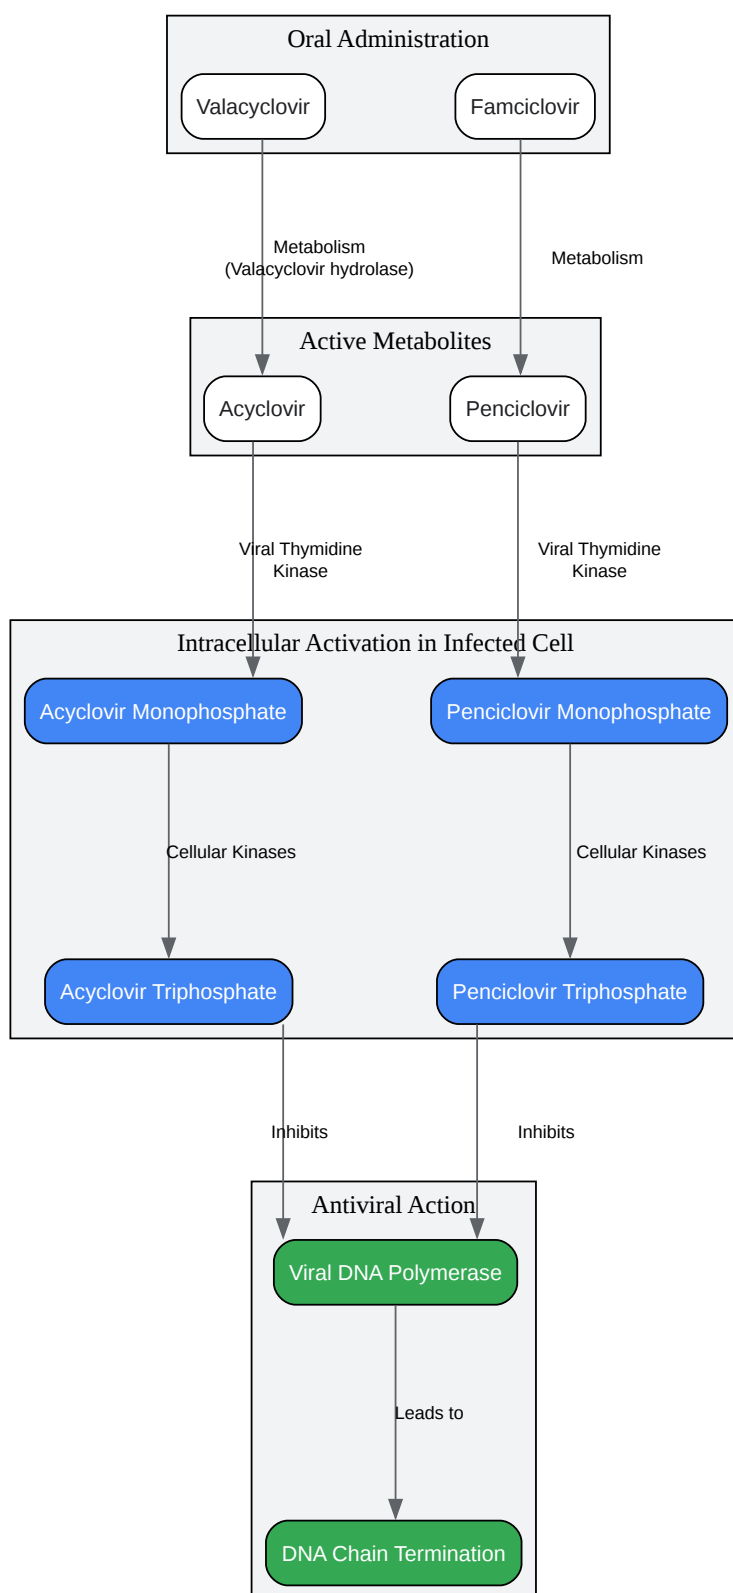 Oral Administration
Valacyclovir
Famciclovir
Metabolism
(Valacyclovir hydrolase)
Metabolism
Active Metabolites
Acyclovir
Penciclovir
Viral Thymidine
Kinase
Viral Thymidine
Kinase
Intracellular Activation in Infected Cell
Acyclovir Monophosphate
Penciclovir Monophosphate
Cellular Kinases
Cellular Kinases
Acyclovir Triphosphate
Penciclovir Triphosphate
Inhibits
Inhibits
Antiviral Action
Viral DNA Polymerase
Leads to
DNA Chain Termination